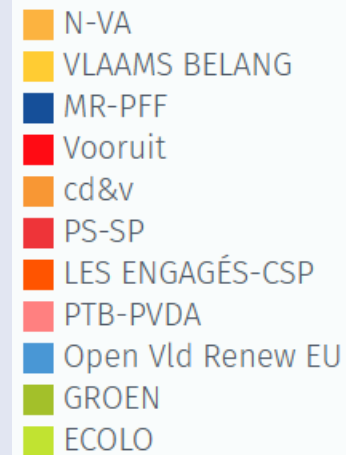 N-VA
VLAAMS BELANG
MR-PFF
Vooruit
cd&v
PS-SP
LES ENGAGÉS-CSP
PTB-PVDA
Open Vld Renew EU
GROEN
ECOLO